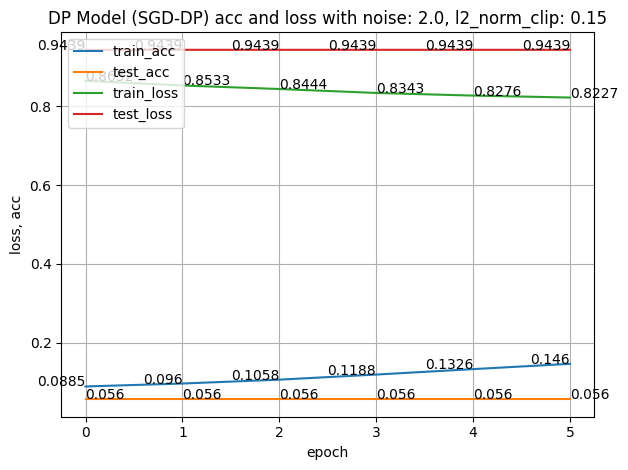 DP Model (SGD-DP) acc and loss with noise: 2.0, l2_norm_clip: 0.15
loss, acc
0.8
0.6
0.4
0.2
train_acc
test_acc
train_loss
test_loss
0.9439 0.9439 0.9439 0.9439 0.9439 0.9439
0.8533 0.8444 0.8343 0.8276 0.8227
0.0885 0.096 0.1058 0.1188 0.1326 0.146
0.056 0.056 0.056 0.056 0.056 0.056
0 1 2 3 4 5
epoch